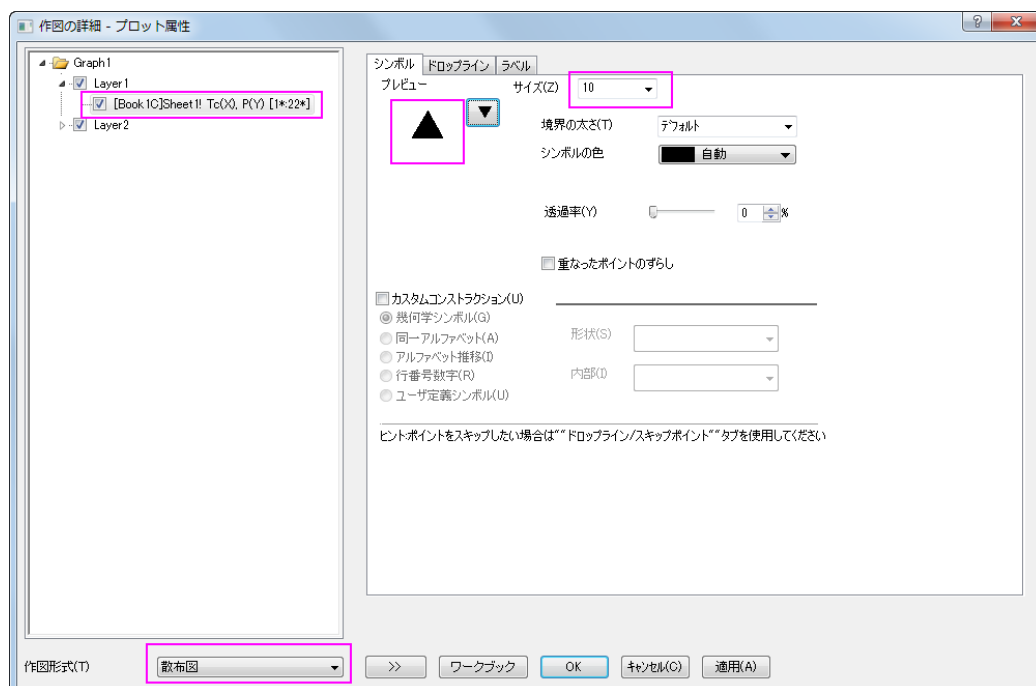 作図の詳細 - プロット属性
Graph1
Layer1
[Book1C]Sheet1! Tc(X), P(Y) [1*:22*]
Layer2
シンボル ドロップライン ラベル
プレビュー サイズ(Z) 10
境界の太さ(T) デフォルト
シンボルの色 自動
透過率(Y) 0 %
重なったポイントのずらし
カスタムコンストラクション(U)
幾何学シンボル(G)
同一アルファベット(A) 形状(S)
アルファベット推移(I)
行番号数字(R) 内部(I)
ユーザ定義シンボル(U)
ヒントポイントをスキップしたい場合は""ドロップライン/スキップポイント""タブを使用してください
作図形式(T) 散布図 >> ワークブック OK キャンセル(C) 適用(A)